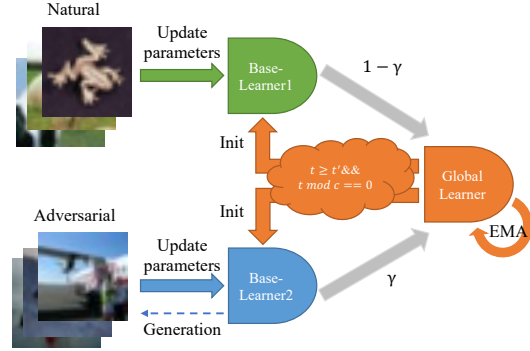 Natural
Update
parameters
Base-
Learner1
1 − γ
Init
t ≥ t′&&
t mod c == 0
Global
Learner
EMA
Init
Adversarial
Update
parameters
Base-
Learner2
γ
Generation